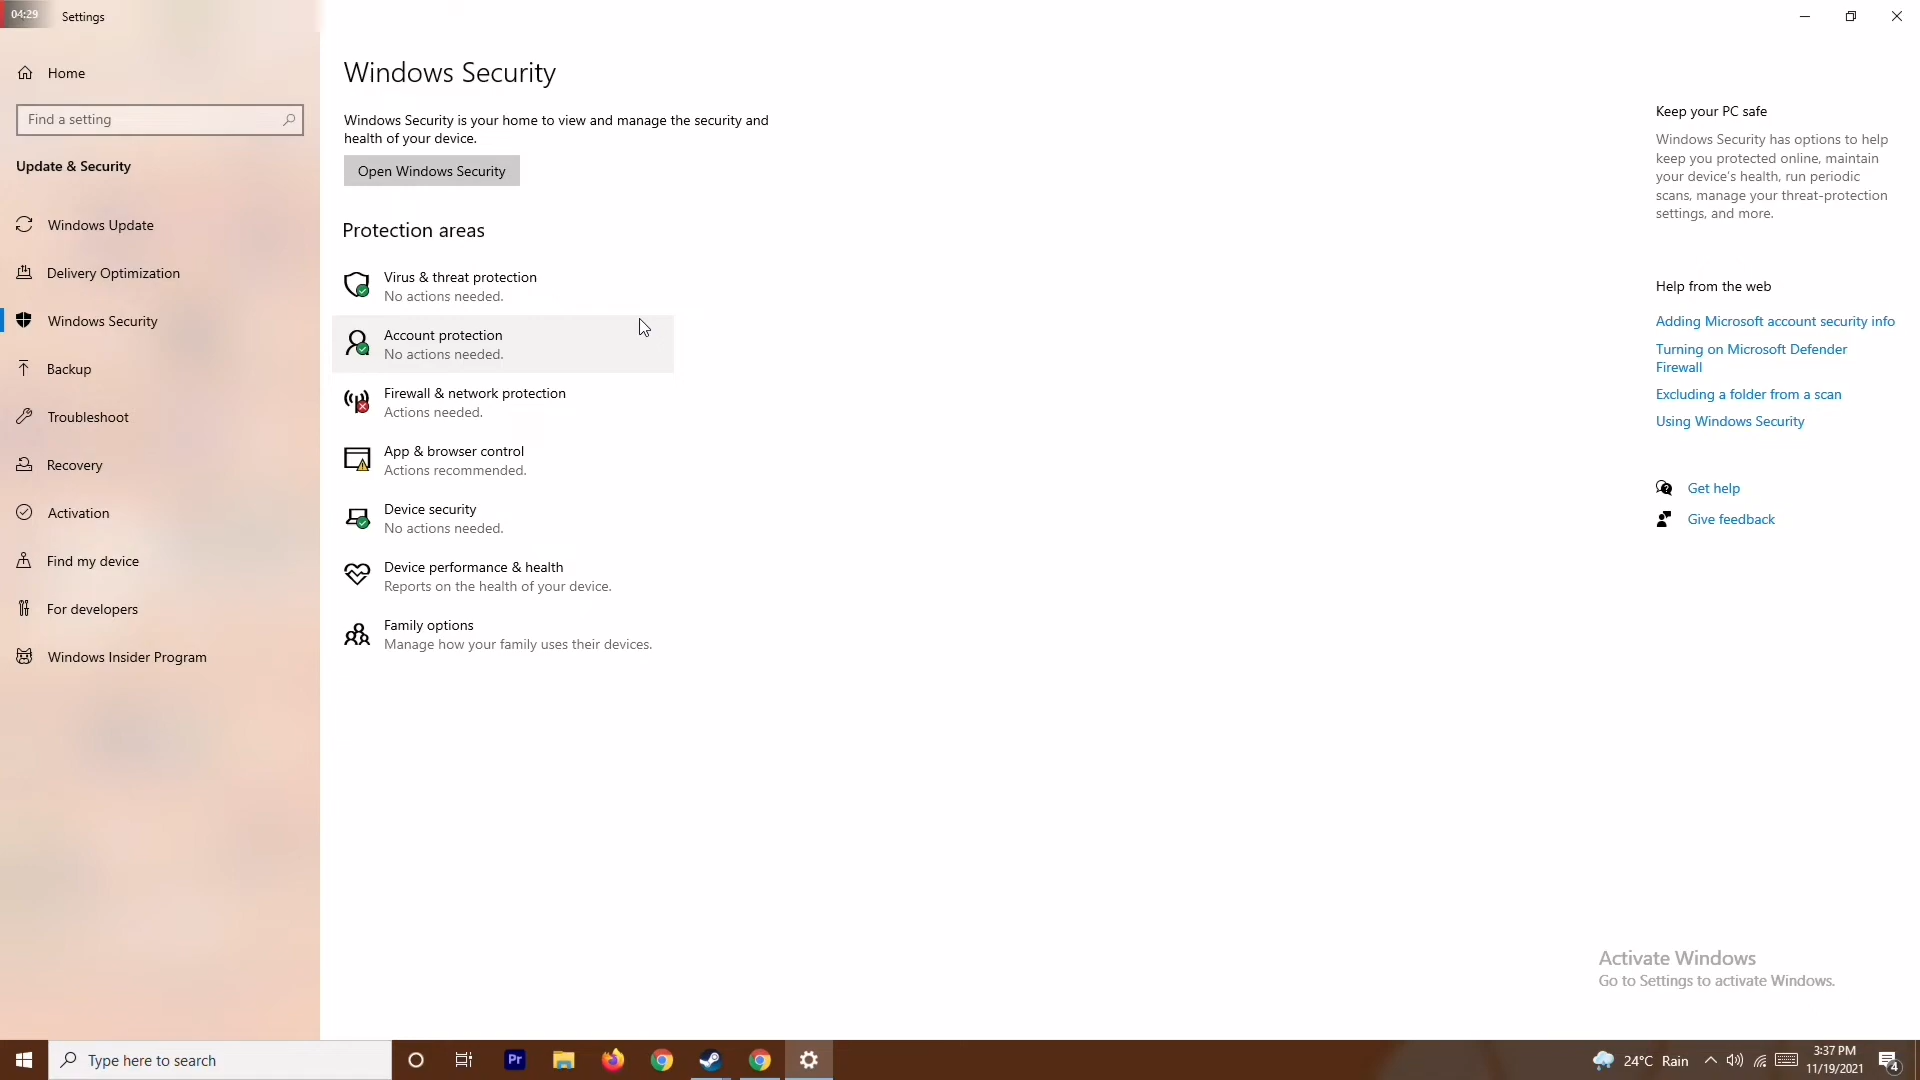 04:29
Settings
Home
Find a setting
Update & Security
Windows Update
Delivery Optimization
Windows Security
Backup
Troubleshoot
Recovery
Activation
Find my device
For developers
Windows Insider Program
Windows Security
Windows Security is your home to view and manage the security and
health of your device.
Open Windows Security
Protection areas
Virus & threat protection
No actions needed.
Account protection
No actions needed.
Firewall & network protection
Actions needed.
App & browser control
Actions recommended.
Device security
No actions needed.
Device performance & health
Reports on the health of your device.
Family options
Manage how your family uses their devices.
Keep your PC safe
Windows Security has options to help
keep you protected online, maintain
your device's health, run periodic
scans, manage your threat-protection
settings, and more.
Help from the web
Adding Microsoft account security info
Turning on Microsoft Defender
Firewall
Excluding a folder from a scan
Using Windows Security
Get help
Give feedback
Activate Windows
Go to Settings to activate Windows.
Type here to search
Pr
24°C Rain
3:37 PM
11/19/2021
4